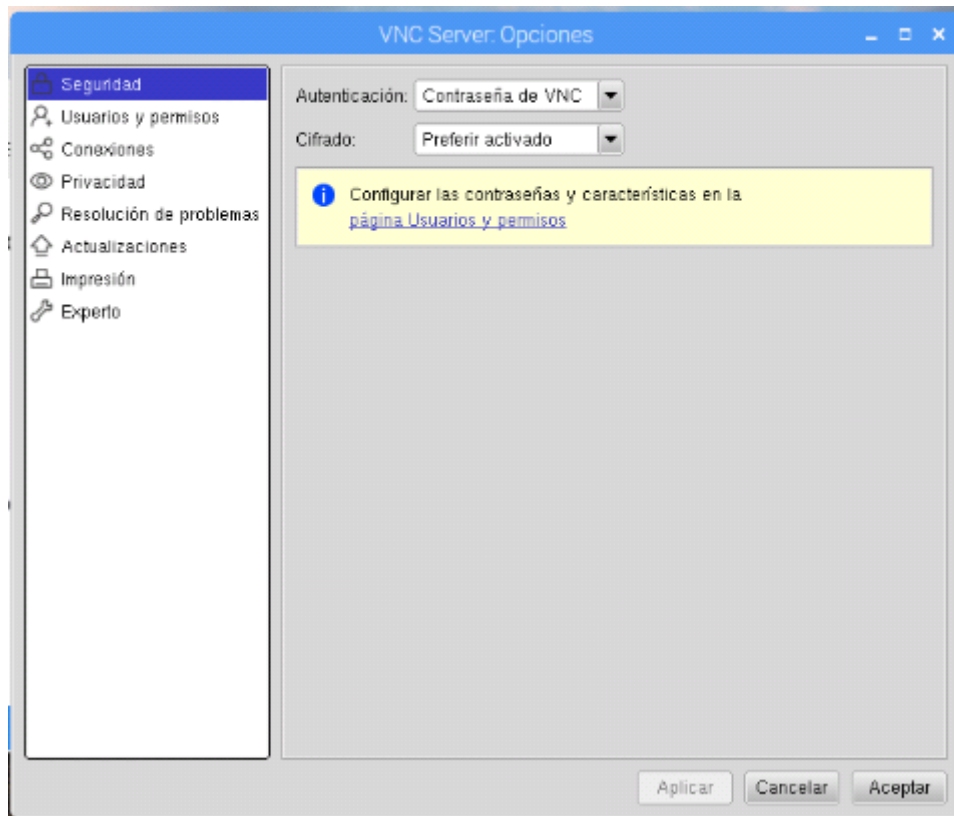 VNC Server: Opciones
Seguridad
Usuarios y permisos
Conexiones
Privacidad
Resolución de problemas
Actualizaciones
Impresión
Experto
Autenticación: Contraseña de VNC
Cifrado: Preferir activado
Configurar las contraseñas y características en la
página Usuarios y permisos
Aplicar Cancelar Aceptar